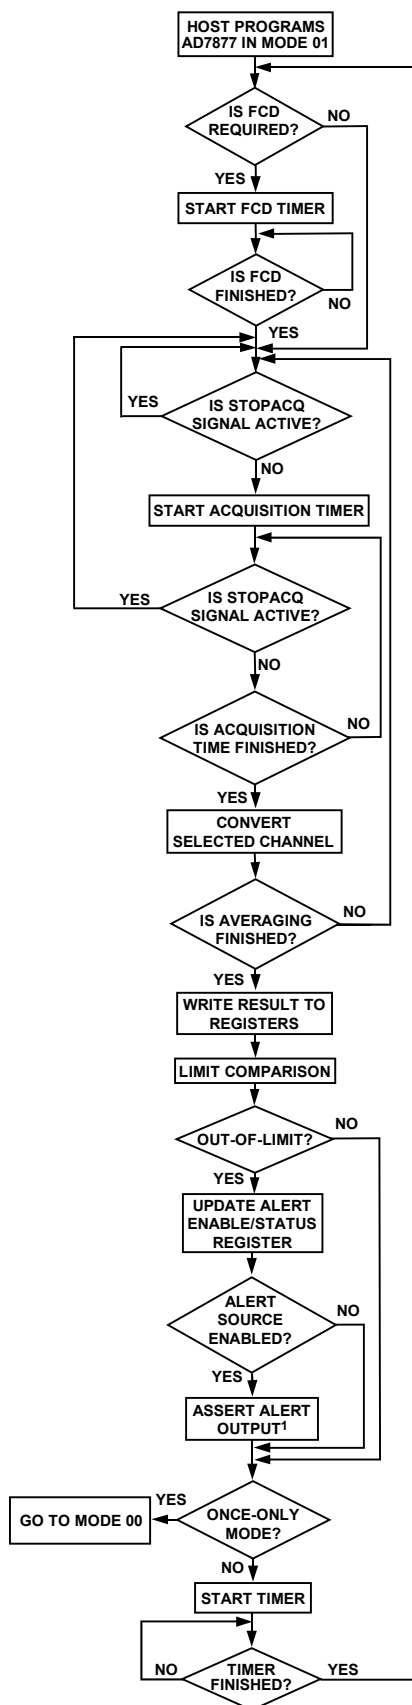 HOST PROGRAMS
AD7877 IN MODE 01
IS FCD
REQUIRED?
NO
YES
START FCD TIMER
IS FCD
FINISHED?
NO
YES
YES
IS STOPACQ
SIGNAL ACTIVE?
NO
START ACQUISITION TIMER
YES
IS STOPACQ
SIGNAL ACTIVE?
NO
IS ACQUISITION
TIME FINISHED?
NO
YES
CONVERT
SELECTED CHANNEL
IS AVERAGING
FINISHED?
NO
YES
WRITE RESULT TO
REGISTERS
LIMIT COMPARISON
OUT-OF-LIMIT?
NO
YES
UPDATE ALERT
ENABLE/STATUS
REGISTER
ALERT
SOURCE
ENABLED?
NO
YES
ASSERT ALERT
OUTPUT¹
YES
GO TO MODE 00
ONCE-ONLY
MODE?
NO
START TIMER
NO
TIMER
FINISHED?
YES